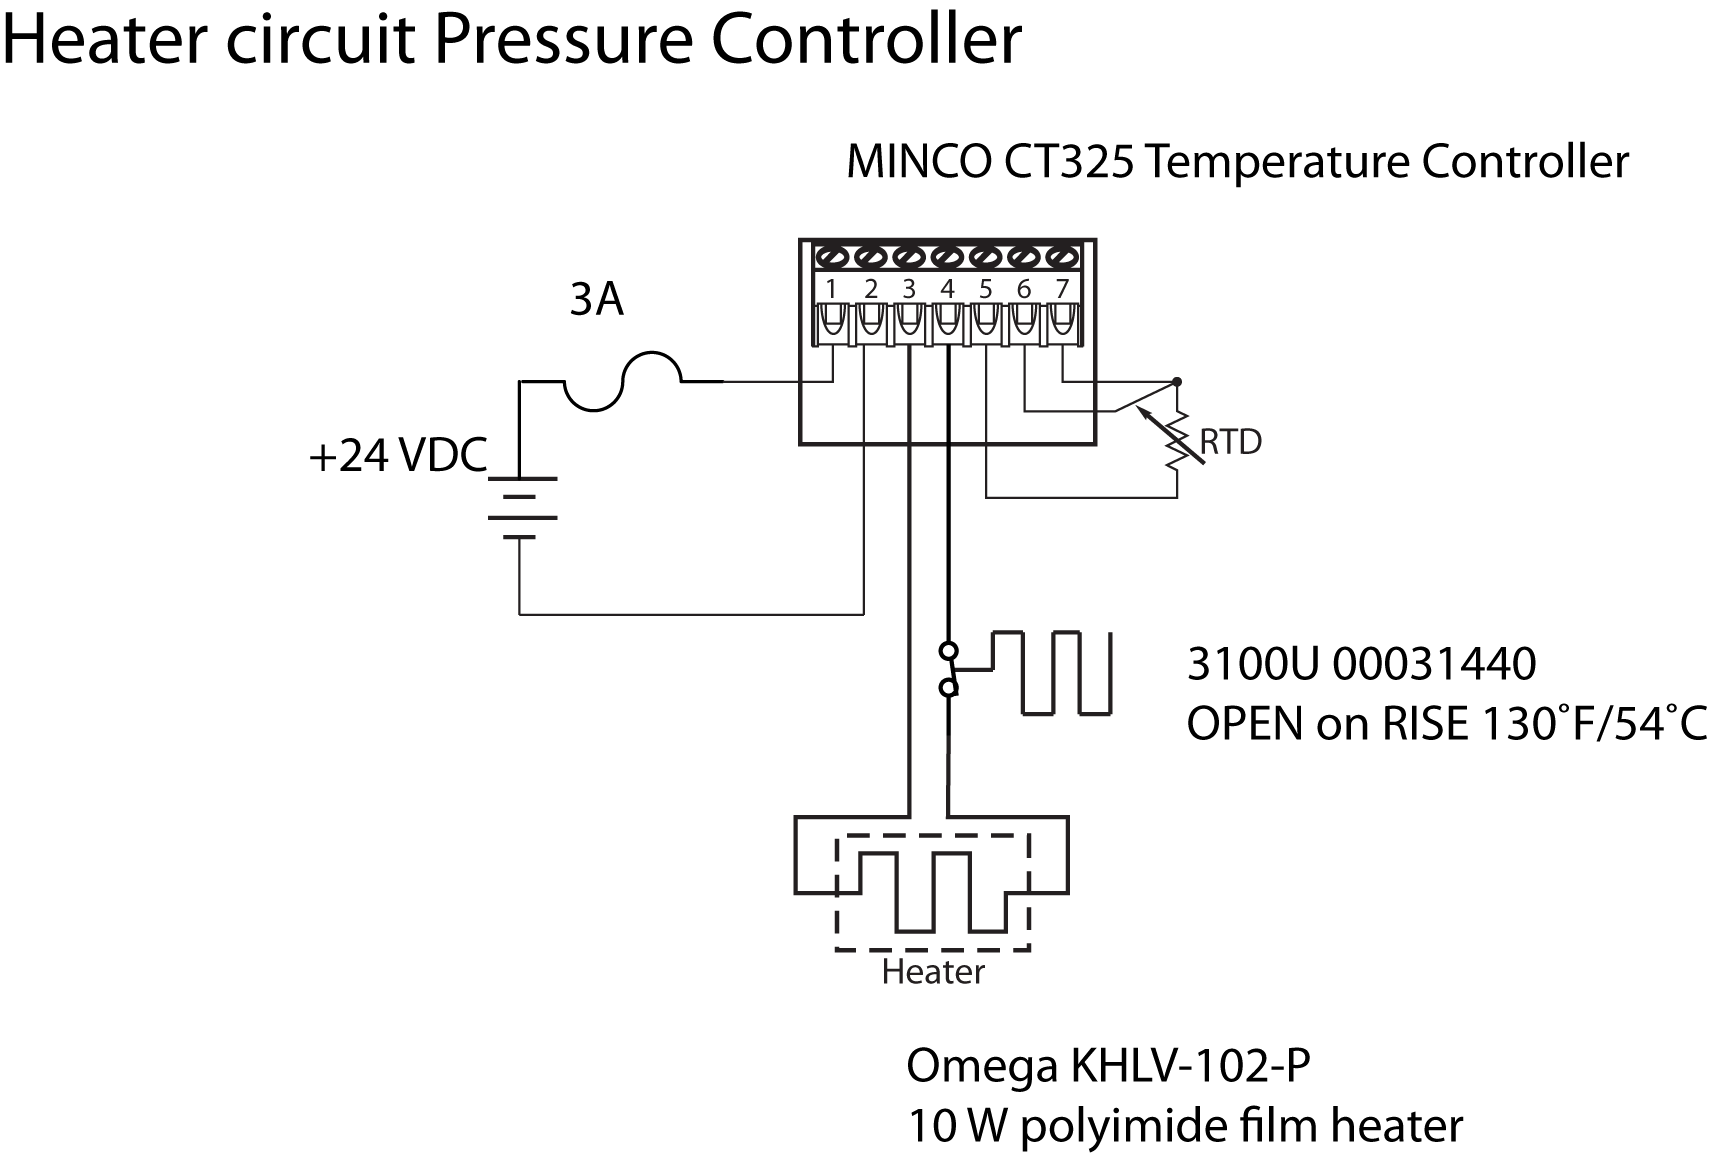 Heater circuit Pressure Controller
MINCO CT325 Temperature Controller
3A
1 2 3 4 5 6 7
+24 VDC
RTD
3100U 00031440
OPEN on RISE 130˚F/54˚C
Heater
Omega KHLV-102-P
10 W polyimide film heater